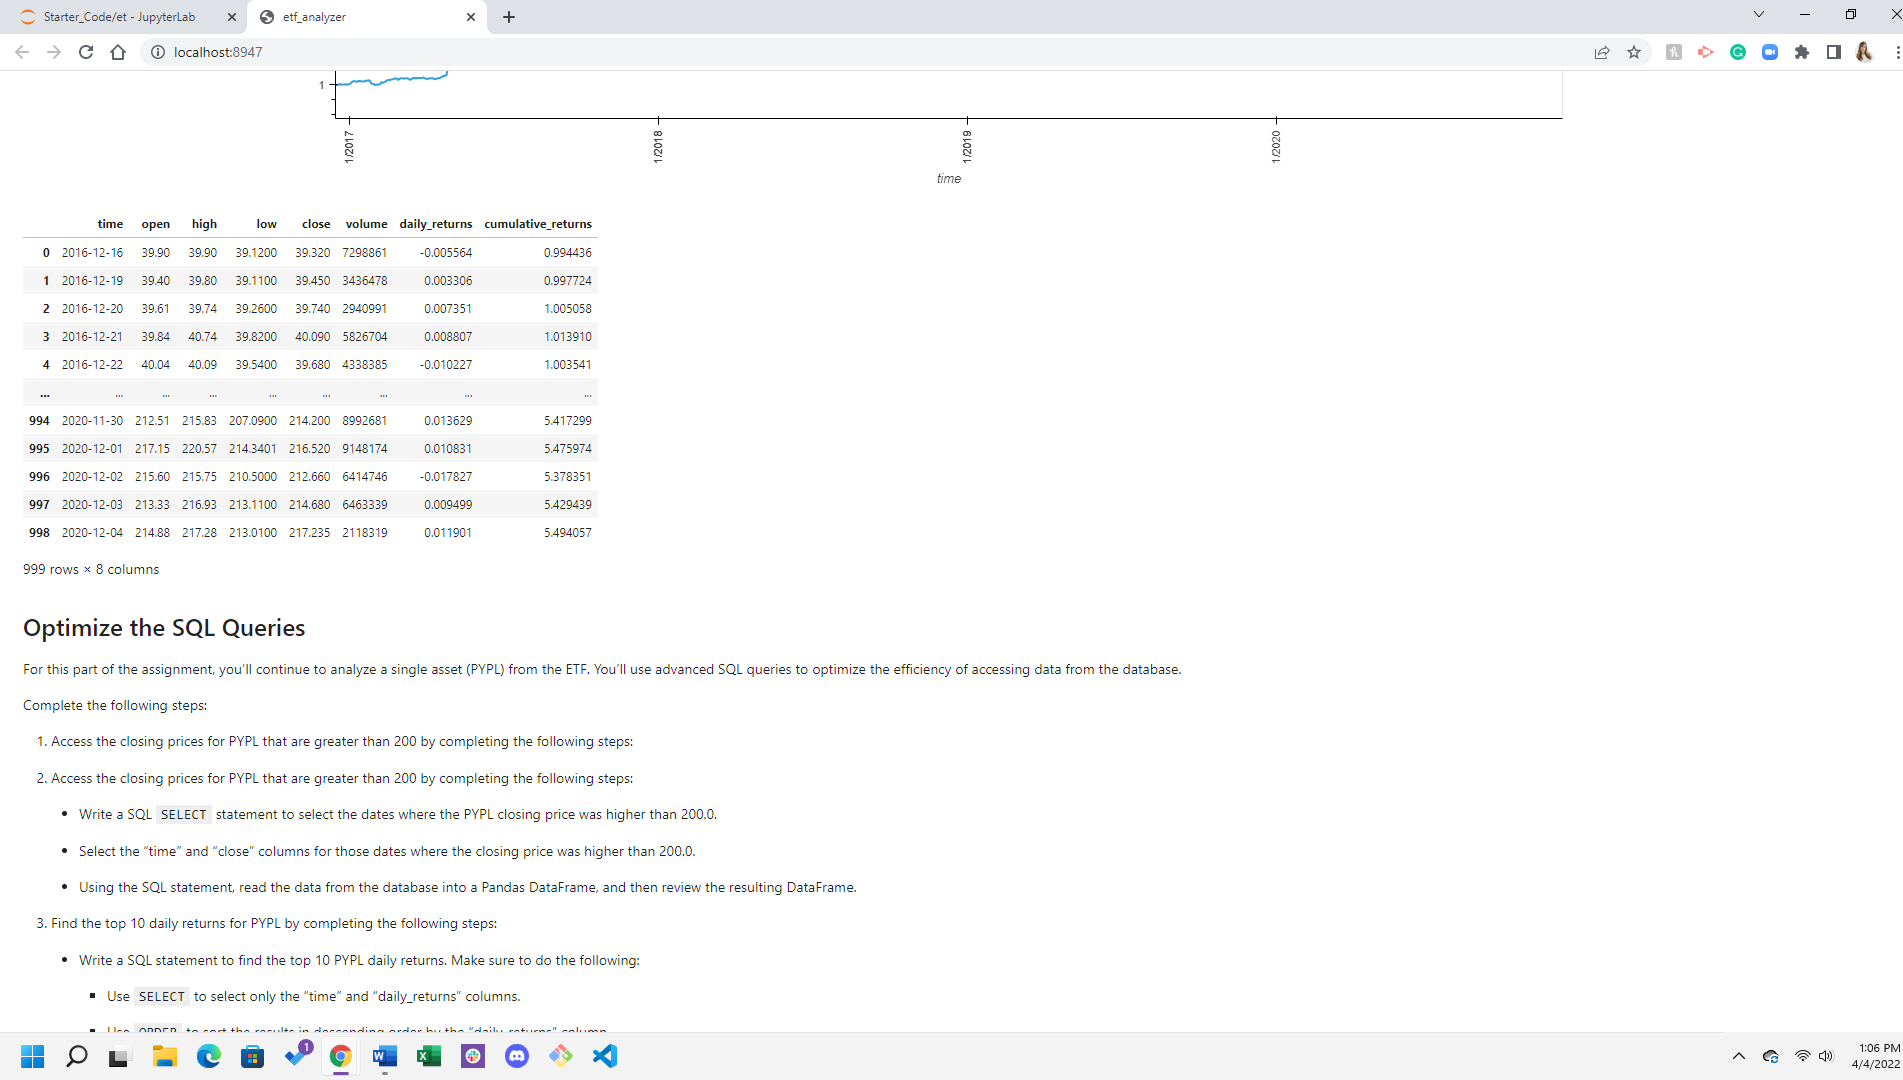 Starter_Code/et - JupyterLab
etf_analyzer
localhost:8947
1
1/2017 1/2018 1/2019 1/2020
time
time open high low close volume daily_returns cumulative_returns
0 2016-12-16 39.90 39.90 39.1200 39.320 7298861 -0.005564 0.994436
1 2016-12-19 39.40 39.80 39.1100 39.450 3436478 0.003306 0.997724
2 2016-12-20 39.61 39.74 39.2600 39.740 2940991 0.007351 1.005058
3 2016-12-21 39.84 40.74 39.8200 40.090 5826704 0.008807 1.013910
4 2016-12-22 40.04 40.09 39.5400 39.680 4338385 -0.010227 1.003541
... ... ... ... ... ... ... ... ...
994 2020-11-30 212.51 215.83 207.0900 214.200 8992681 0.013629 5.417299
995 2020-12-01 217.15 220.57 214.3401 216.520 9148174 0.010831 5.475974
996 2020-12-02 215.60 215.75 210.5000 212.660 6414746 -0.017827 5.378351
997 2020-12-03 213.33 216.93 213.1100 214.680 6463339 0.009499 5.429439
998 2020-12-04 214.88 217.28 213.0100 217.235 2118319 0.011901 5.494057
999 rows × 8 columns
Optimize the SQL Queries
For this part of the assignment, you’ll continue to analyze a single asset (PYPL) from the ETF. You’ll use advanced SQL queries to optimize the efficiency of accessing data from the database.
Complete the following steps:
1. Access the closing prices for PYPL that are greater than 200 by completing the following steps:
2. Access the closing prices for PYPL that are greater than 200 by completing the following steps:
• Write a SQL SELECT statement to select the dates where the PYPL closing price was higher than 200.0.
• Select the “time” and “close” columns for those dates where the closing price was higher than 200.0.
• Using the SQL statement, read the data from the database into a Pandas DataFrame, and then review the resulting DataFrame.
3. Find the top 10 daily returns for PYPL by completing the following steps:
• Write a SQL statement to find the top 10 PYPL daily returns. Make sure to do the following:
▪ Use SELECT to select only the “time” and “daily_returns” columns.
▪ Use ORDER to sort the results in descending order by the “daily_returns” column.
1
1:06 PM
4/4/2022